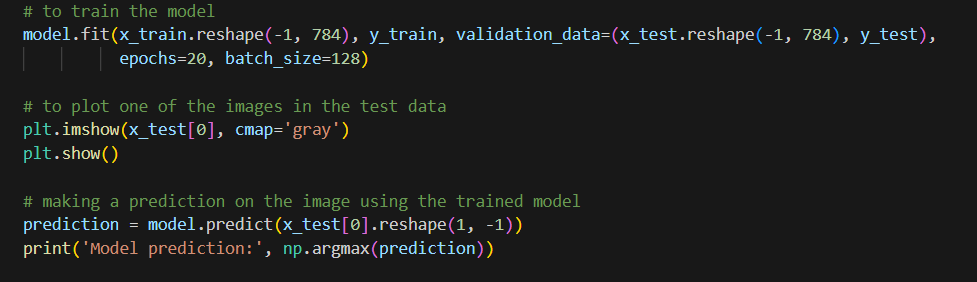 # to train the model
model.fit(x_train.reshape(-1, 784), y_train, validation_data=(x_test.reshape(-1, 784), y_test),
epochs=20, batch_size=128)
# to plot one of the images in the test data
plt.imshow(x_test[0], cmap='gray')
plt.show()
# making a prediction on the image using the trained model
prediction = model.predict(x_test[0].reshape(1, -1))
print('Model prediction:', np.argmax(prediction))